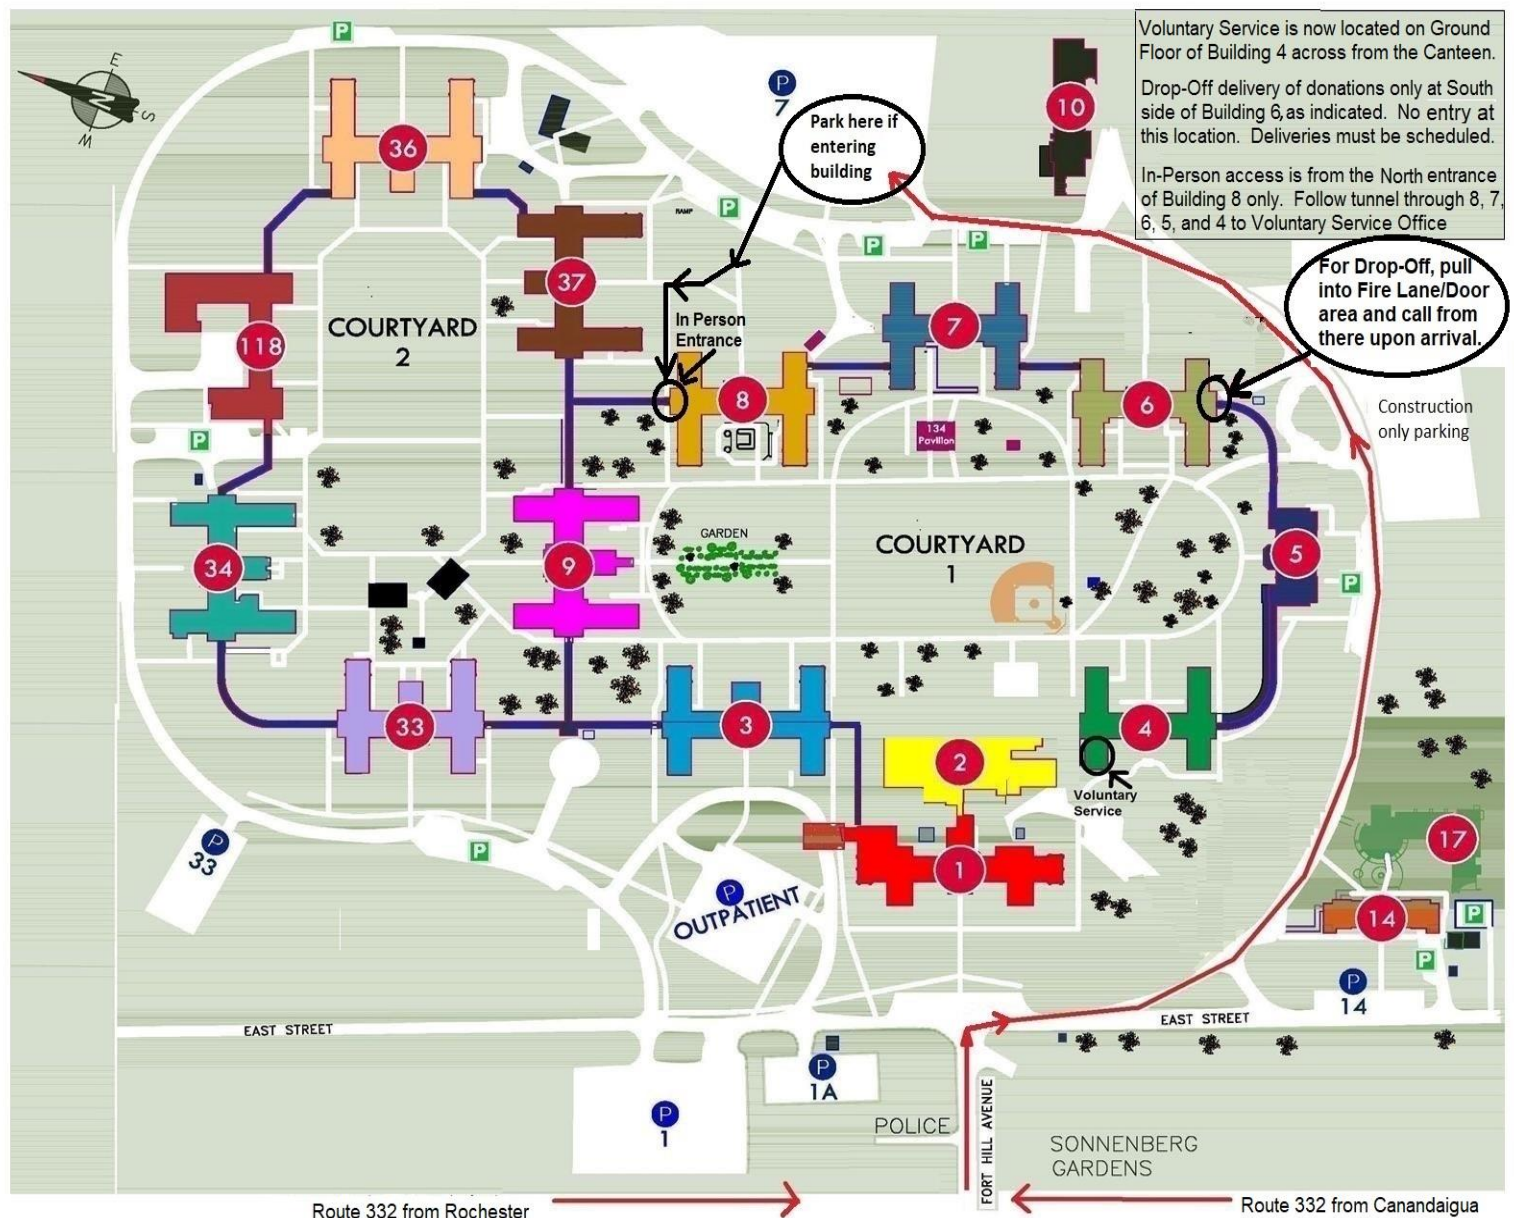 Voluntary Service is now located on Ground
Floor of Building 4 across from the Canteen.
Drop-Off delivery of donations only at South
side of Building 6,as indicated. No entry at
this location. Deliveries must be scheduled.
In-Person access is from the North entrance
of Building 8 only. Follow tunnel through 8, 7,
6, 5, and 4 to Voluntary Service Office
P
E
N
S
W
P
7
10
Park here if
entering
building
36
RAMP
P
P
P
For Drop-Off, pull
into Fire Lane/Door
area and call from
there upon arrival.
37
COURTYARD
2
118
In Person
Entrance
7
8
6
Construction
only parking
134
Pavilion
P
GARDEN
COURTYARD
1
34
9
5
P
33
3
4
2
Voluntary
Service
P
33
P
1
17
P
OUTPATIENT
14
P
P
P
14
EAST STREET
EAST STREET
P
1A
P
1
POLICE
FORT HILL AVENUE
SONNENBERG
GARDENS
Route 332 from Rochester
Route 332 from Canandaigua